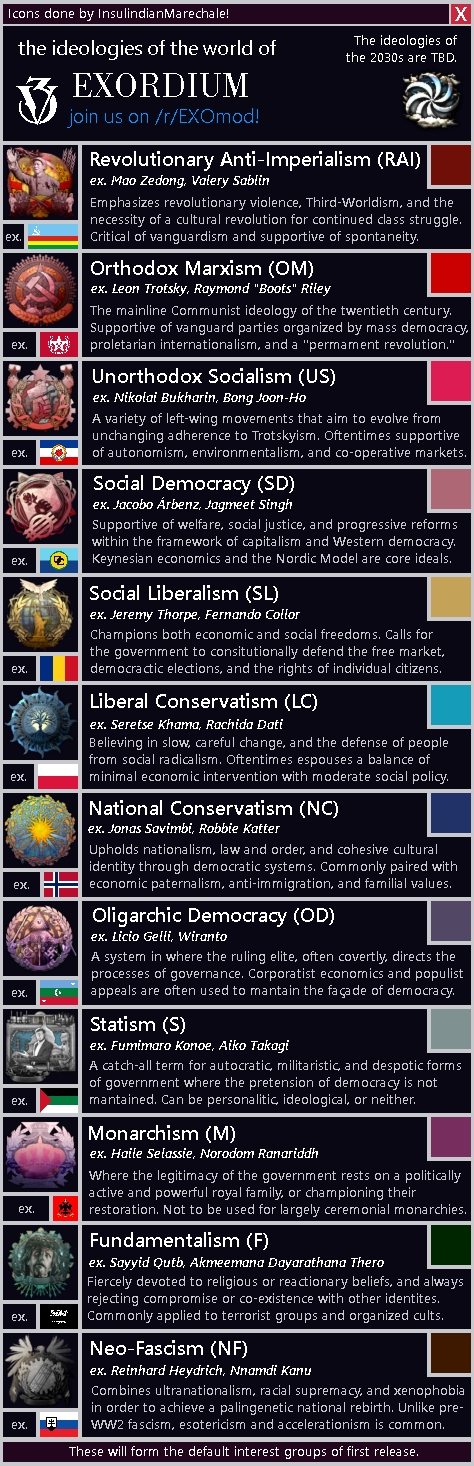 Icons done by InsulindianMarechale!
X
the ideologies of the world of
EXORDIUM
join us on /r/EXOmod!
The ideologies of
the 2030s are TBD.
V3
Revolutionary Anti-Imperialism (RAI)
ex. Mao Zedong, Valery Sablin
Emphasizes revolutionary violence, Third-Worldism, and the
necessity of a cultural revolution for continued class struggle.
Critical of vanguardism and supportive of spontaneity.
ex.
Orthodox Marxism (OM)
ex. Leon Trotsky, Raymond "Boots" Riley
The mainline Communist ideology of the twentieth century.
Supportive of vanguard parties organized by mass democracy,
proletarian internationalism, and a "permament revolution."
ex.
Unorthodox Socialism (US)
ex. Nikolai Bukharin, Bong Joon-Ho
A variety of left-wing movements that aim to evolve from
unchanging adherence to Trotskyism. Oftentimes supportive
of autonomism, environmentalism, and co-operative markets.
ex.
Social Democracy (SD)
ex. Jacobo Árbenz, Jagmeet Singh
Supportive of welfare, social justice, and progressive reforms
within the framework of capitalism and Western democracy.
Keynesian economics and the Nordic Model are core ideals.
ex.
Social Liberalism (SL)
ex. Jeremy Thorpe, Fernando Collor
Champions both economic and social freedoms. Calls for
the government to consitutionally defend the free market,
democractic elections, and the rights of individual citizens.
ex.
Liberal Conservatism (LC)
ex. Seretse Khama, Rachida Dati
Believing in slow, careful change, and the defense of people
from social radicalism. Oftentimes espouses a balance of
minimal economic intervention with moderate social policy.
ex.
National Conservatism (NC)
ex. Jonas Savimbi, Robbie Katter
Upholds nationalism, law and order, and cohesive cultural
identity through democratic systems. Commonly paired with
economic paternalism, anti-immigration, and familial values.
ex.
Oligarchic Democracy (OD)
ex. Licio Gelli, Wiranto
A system in where the ruling elite, often covertly, directs the
processes of governance. Corporatist economics and populist
appeals are often used to mantain the façade of democracy.
ex.
Statism (S)
ex. Fumimaro Konoe, Aiko Takagi
A catch-all term for autocratic, militaristic, and despotic forms
of government where the pretension of democracy is not
mantained. Can be personalitic, ideological, or neither.
ex.
Monarchism (M)
ex. Haile Selassie, Norodom Ranariddh
Where the legitimacy of the government rests on a politically
active and powerful royal family, or championing their
restoration. Not to be used for largely ceremonial monarchies.
ex.
Fundamentalism (F)
ex. Sayyid Qutb, Akmeemana Dayarathana Thero
Fiercely devoted to religious or reactionary beliefs, and always
rejecting compromise or co-existence with other identites.
Commonly applied to terrorist groups and organized cults.
ex.
Neo-Fascism (NF)
ex. Reinhard Heydrich, Nnamdi Kanu
Combines ultranationalism, racial supremacy, and xenophobia
in order to achieve a palingenetic national rebirth. Unlike pre-
WW2 fascism, esotericism and accelerationism is common.
ex.
These will form the default interest groups of first release.